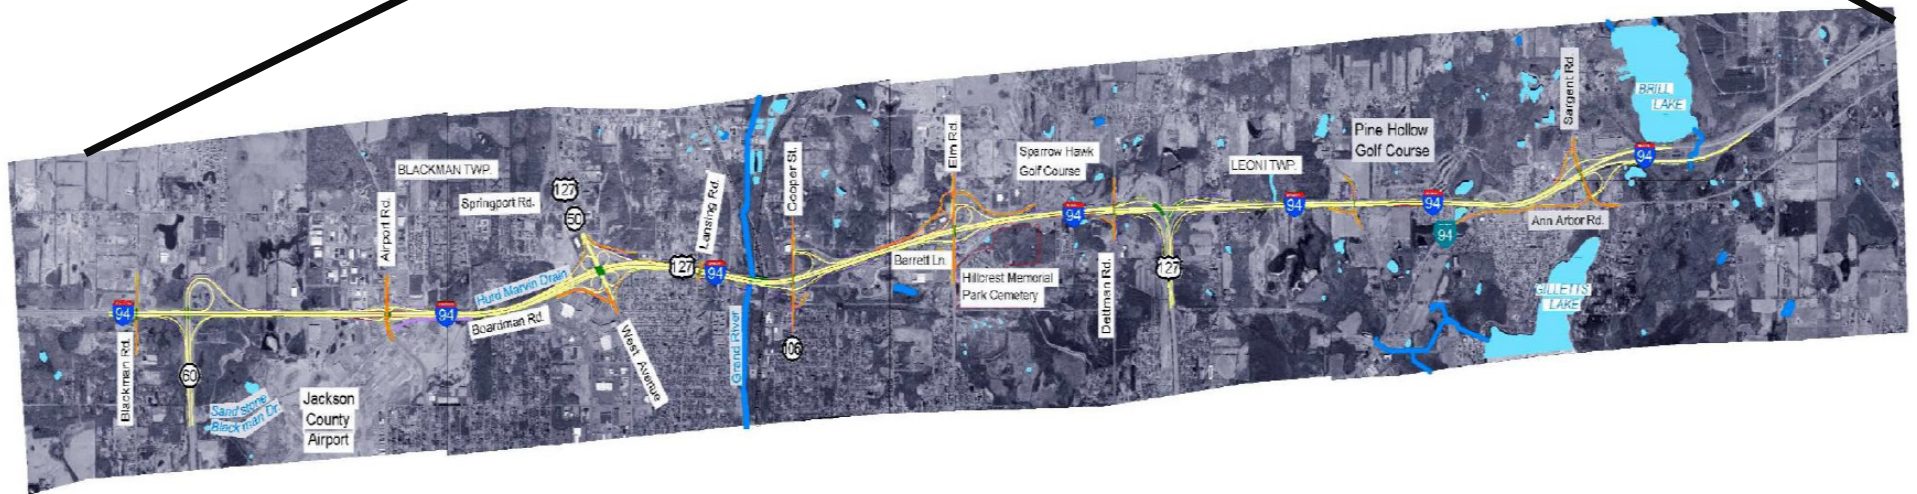 94
Blackman Rd.
60
Sandstone
Blackman Dr.
Jackson
County
Airport
Airport Rd.
BLACKMAN TWP.
94
Springport Rd.
127
50
Hurd Marvin Drain
Boardman Rd.
West Avenue
127
Lansing Rd.
94
Grand River
Cooper St.
106
Elm Rd.
Barrett Ln.
Sparrow Hawk
Golf Course
Hillcrest Memorial
Park Cemetery
94
Dettman Rd.
127
LEONI TWP.
94
Pine Hollow
Golf Course
94
94
Sargent Rd.
Ann Arbor Rd.
GILLETTS
LAKE
BRILL
LAKE
94